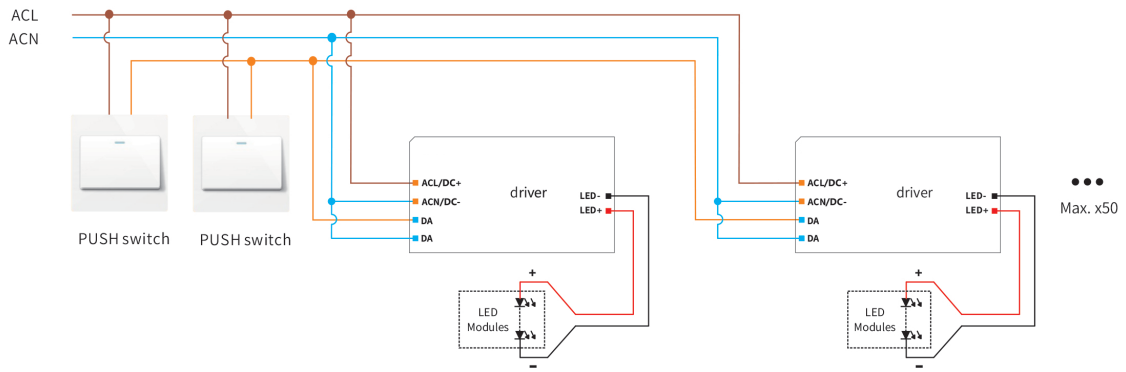 ACL
ACN
PUSH switch
PUSH switch
ACL/DC+
ACN/DC-
DA
DA
driver
LED-
LED+
+
LED
Modules
-
ACL/DC+
ACN/DC-
DA
DA
driver
LED-
LED+
+
LED
Modules
-
●●●
Max. x50